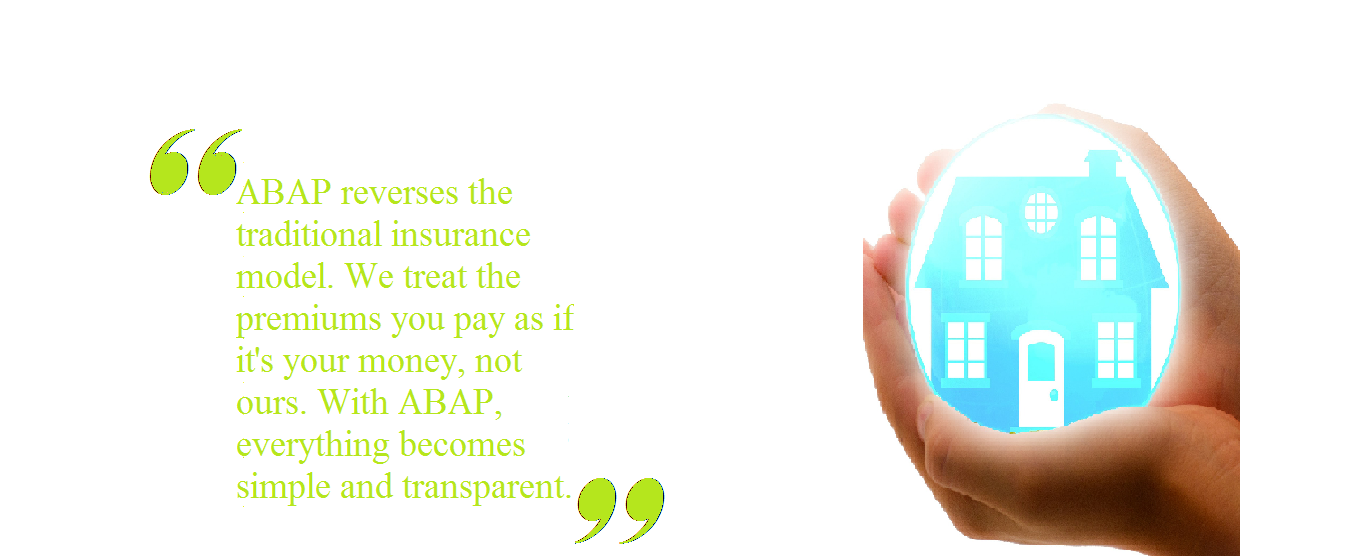 “ABAP reverses the
traditional insurance
model. We treat the
premiums you pay as if
it's your money, not
ours. With ABAP,
everything becomes
simple and transparent.”